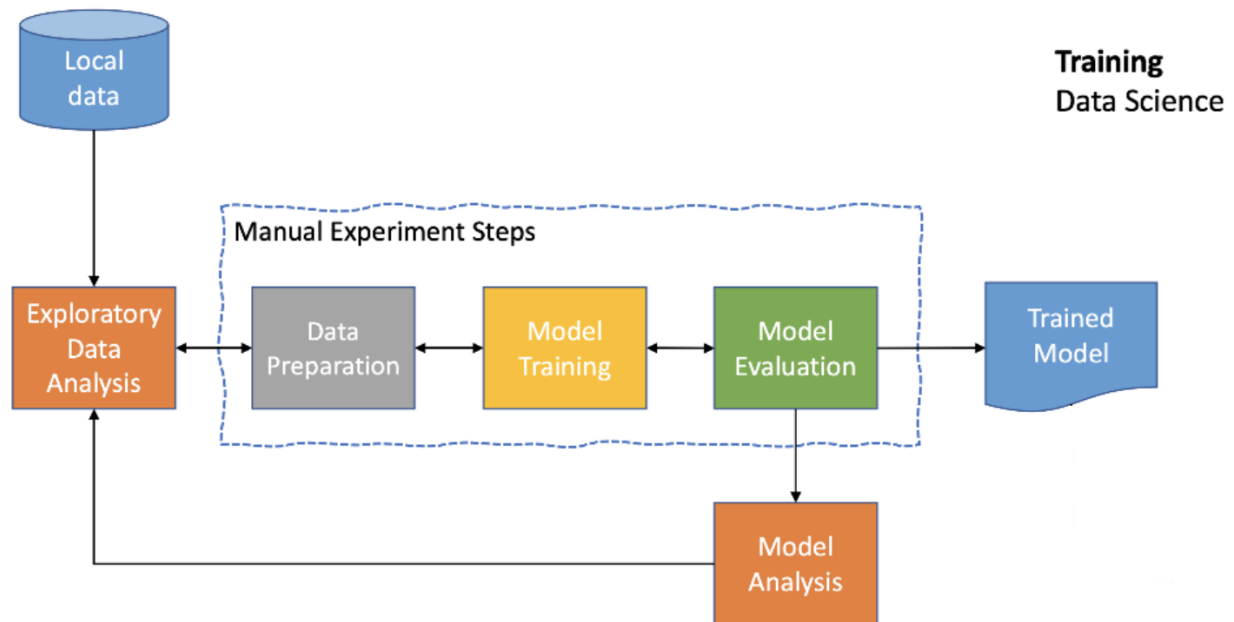 Local
data
Training
Data Science
Manual Experiment Steps
Exploratory
Data
Analysis
Data
Preparation
Model
Training
Model
Evaluation
Trained
Model
Model
Analysis